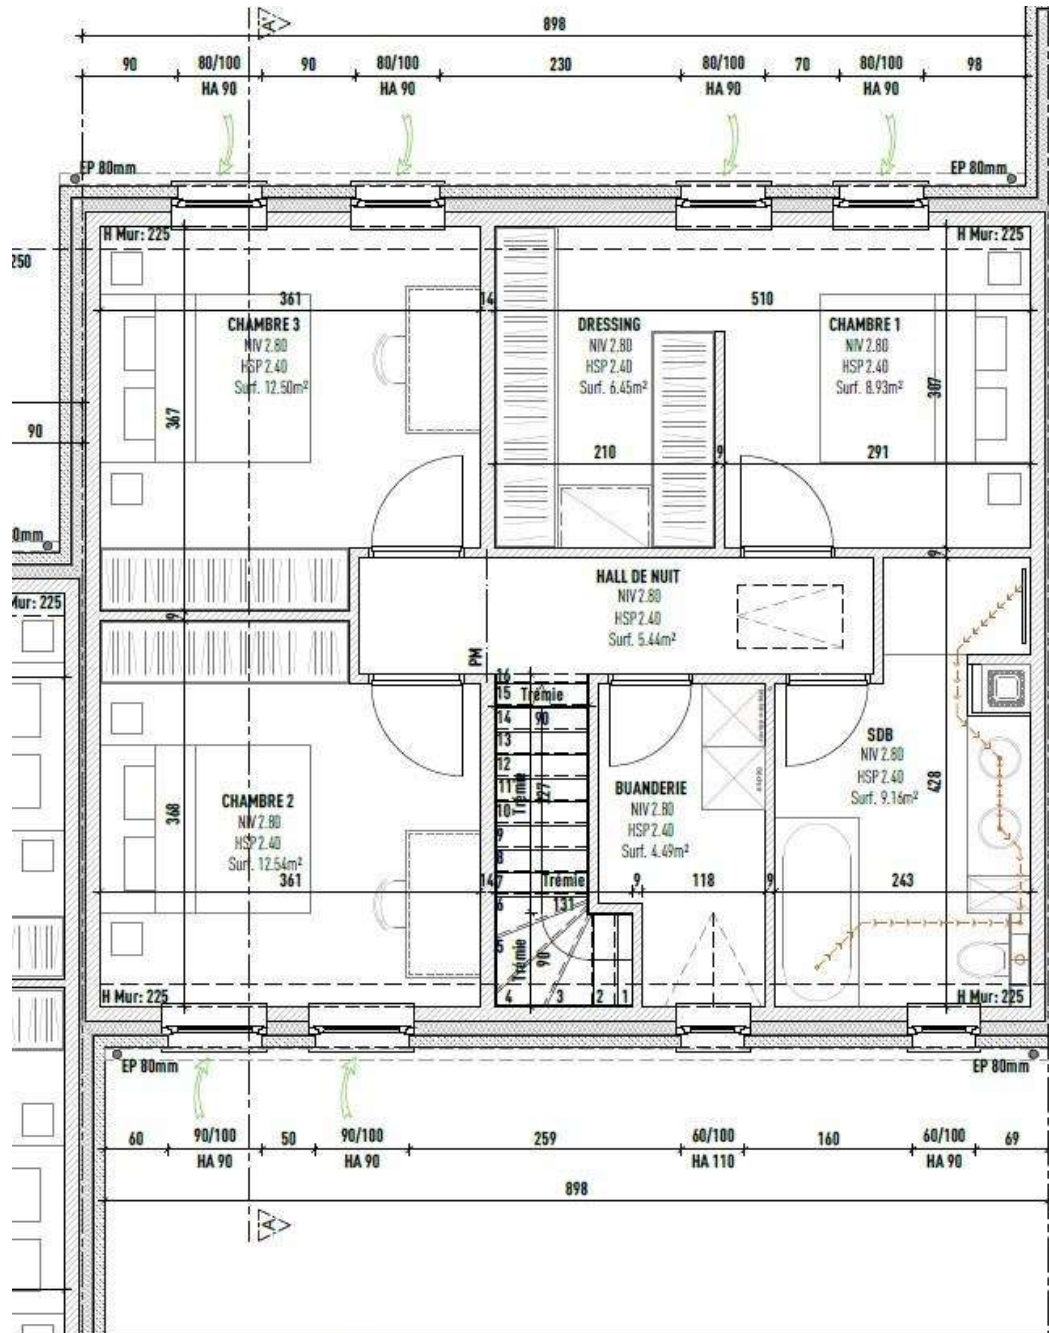 A'
898
90
80/100
90
80/100
230
80/100
70
80/100
98
HA 90
HA 90
HA 90
HA 90
EP 80mm
EP 80mm
H Mur: 225
H Mur: 225
250
361
14
510
CHAMBRE 3
NIV 2.80
HSP 2.40
Surf. 12.50m²
DRESSING
NIV 2.80
HSP 2.40
Surf. 6.45m²
CHAMBRE 1
NIV 2.80
HSP 2.40
Surf. 8.93m²
307
367
90
210
9
291
0mm
9
HALL DE NUIT
NIV 2.80
HSP 2.40
Surf. 5.44m²
Mur: 225
9
PM
16
15 Trémie
14
90
13
12
11
10
9
8
7
6
5
4
3
2
1
Trémie
327
Trémie
131
Trémie
90
SDB
NIV 2.80
HSP 2.40
Surf. 9.16m²
428
BUANDERIE
NIV 2.80
HSP 2.40
Surf. 4.49m²
CHAMBRE 2
NIV 2.80
HSP 2.40
Surf. 12.54m²
368
361
14
9
118
9
243
H Mur: 225
H Mur: 225
EP 80mm
EP 80mm
60
90/100
50
90/100
259
60/100
160
60/100
69
HA 90
HA 90
HA 110
HA 90
898
A